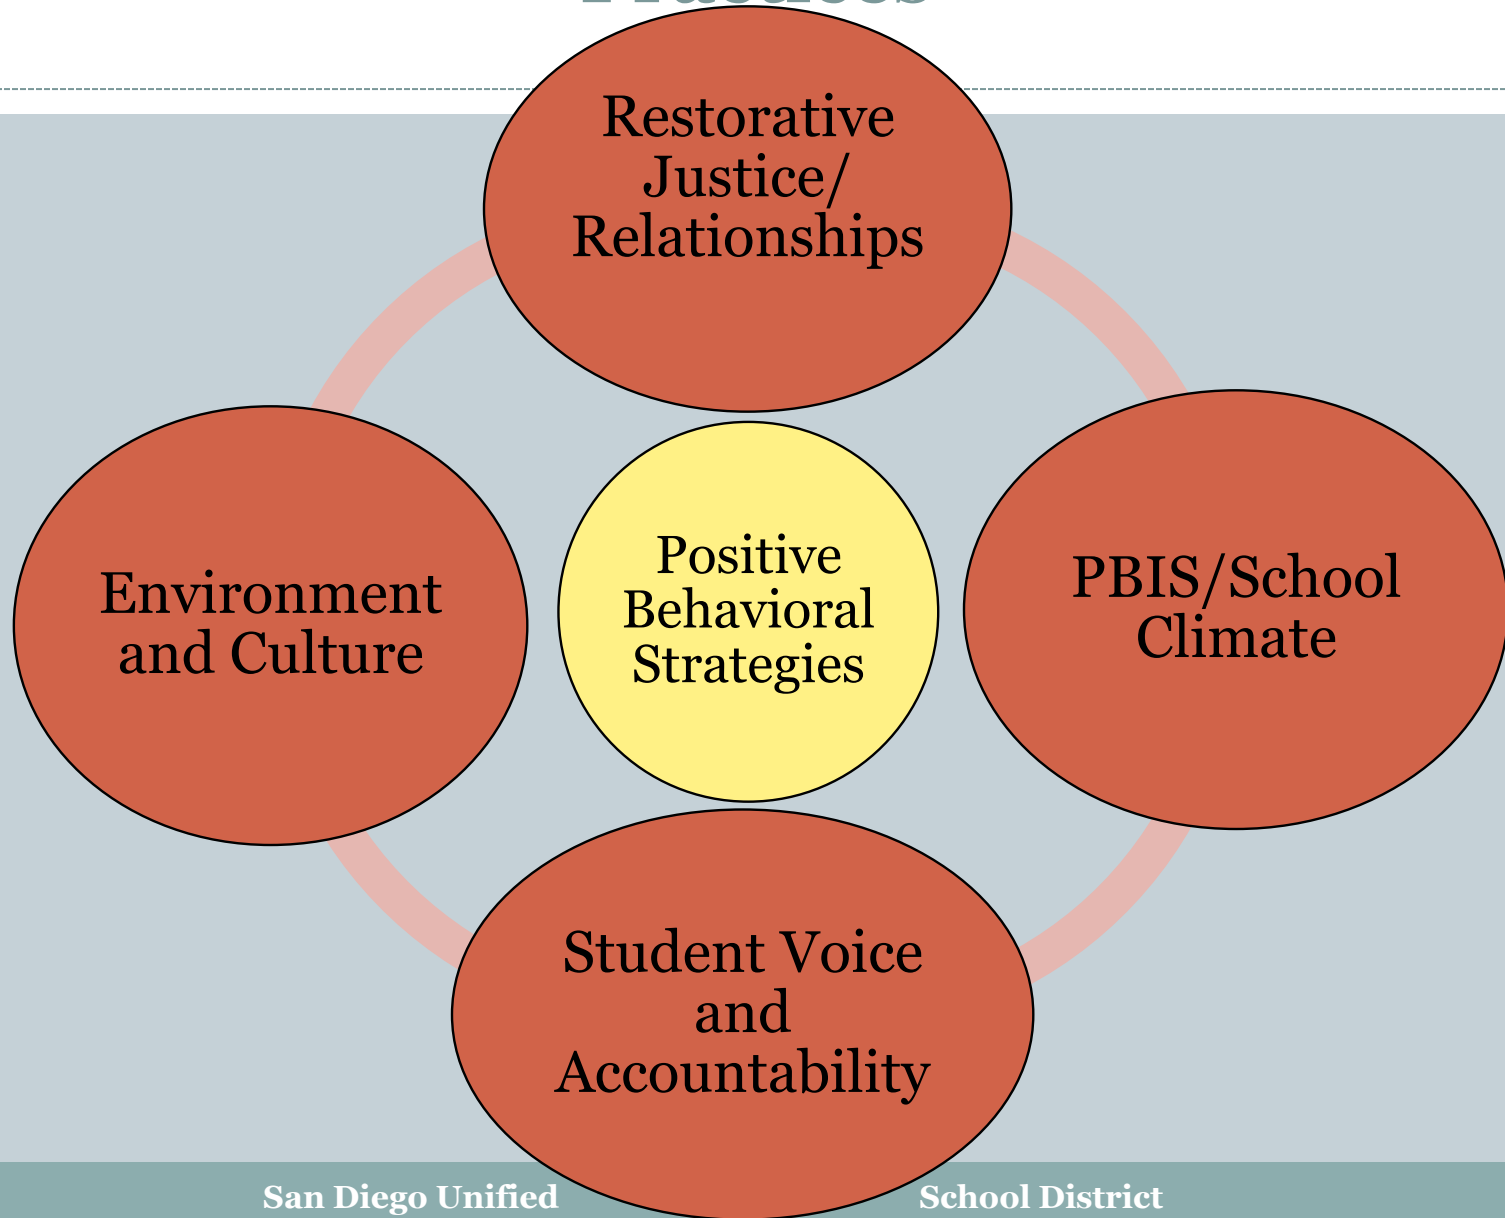 Restorative
Justice/
Relationships
Environment
and Culture
Positive
Behavioral
Strategies
PBIS/School
Climate
Student Voice
and
Accountability
San Diego Unified School District